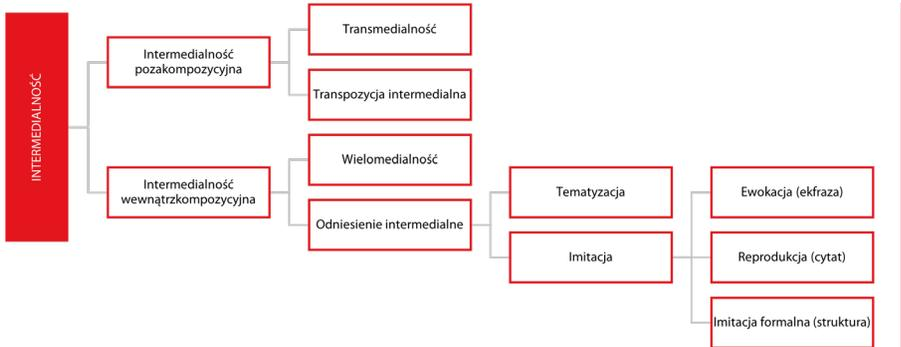 INTERMEDIALNOŚĆ
Intermedialność
pozakompozycyjna
Transmedialność
Transpozycja intermedialna
Intermedialność
wewnątrzkompozycyjna
Wielomedialność
Odniesienie intermedialne
Tematyzacja
Imitacja
Ewokacja (ekfraza)
Reprodukcja (cytat)
Imitacja formalna (struktura)